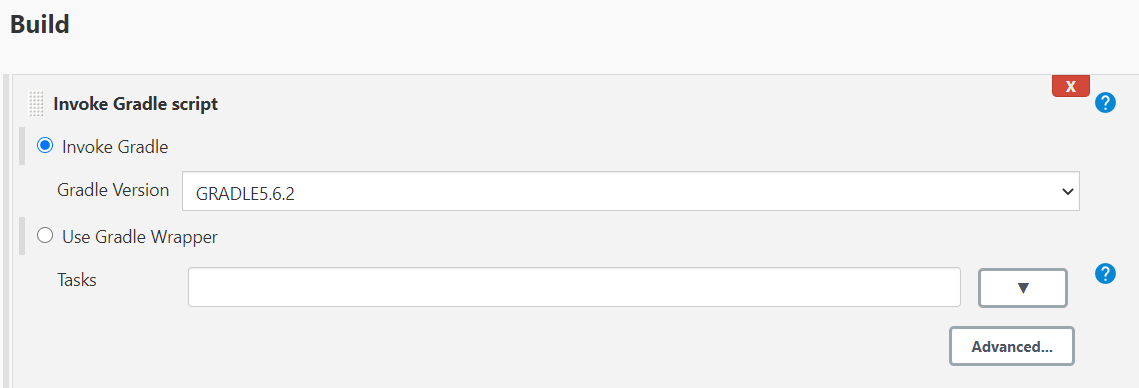 Build
Invoke Gradle script
X
?
Invoke Gradle
Gradle Version
GRADLE5.6.2
Use Gradle Wrapper
Tasks
?
Advanced...